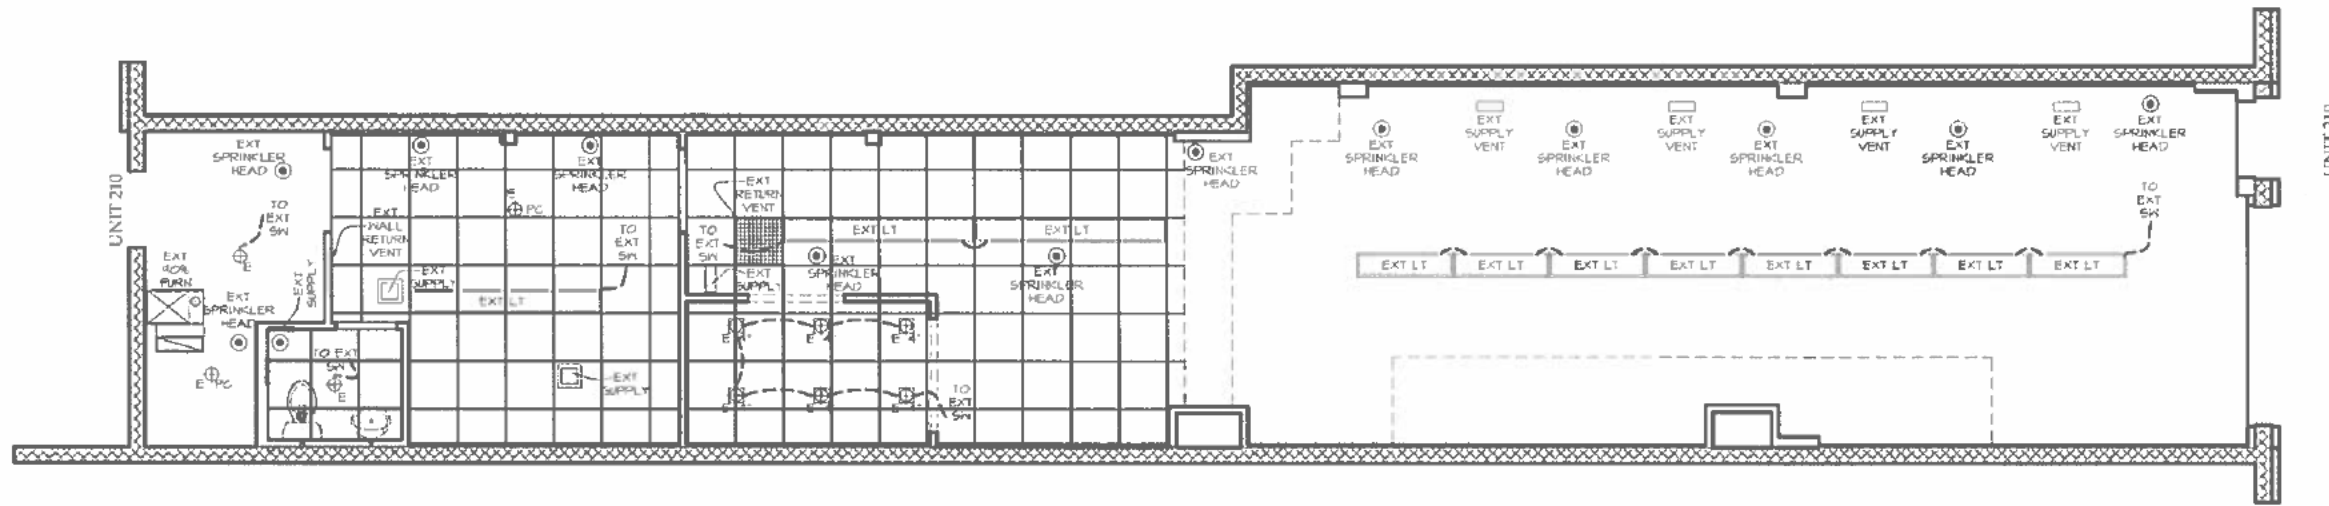 UNIT 210
EXT
SPRINKLER
HEAD
TO
EXT
SW
E
EXT
40%
FURN
EXT
SPRINKLER
HEAD
E PC
EXT
SUPPLY
TO EXT
SW
E
EXT
SPRINKLER
HEAD
EXT
WALL
RETURN
VENT
EXT
SUPPLY
E
PC
EXT
SPRINKLER
HEAD
TO
EXT
SW
EXT LT
EXT
SUPPLY
EXT
RETURN
VENT
TO
EXT
SW
EXT
SUPPLY
EXT LT
EXT LT
EXT
SPRINKLER
HEAD
EXT
SPRINKLER
HEAD
E
E
E
E
E
E
TO
EXT
SW
EXT
SPRINKLER
HEAD
EXT
SPRINKLER
HEAD
EXT
SUPPLY
VENT
EXT
SPRINKLER
HEAD
EXT
SUPPLY
VENT
EXT
SPRINKLER
HEAD
EXT
SUPPLY
VENT
EXT
SPRINKLER
HEAD
EXT
SUPPLY
VENT
EXT
SPRINKLER
HEAD
TO
EXT
SW
EXT LT
EXT LT
EXT LT
EXT LT
EXT LT
EXT LT
EXT LT
EXT LT